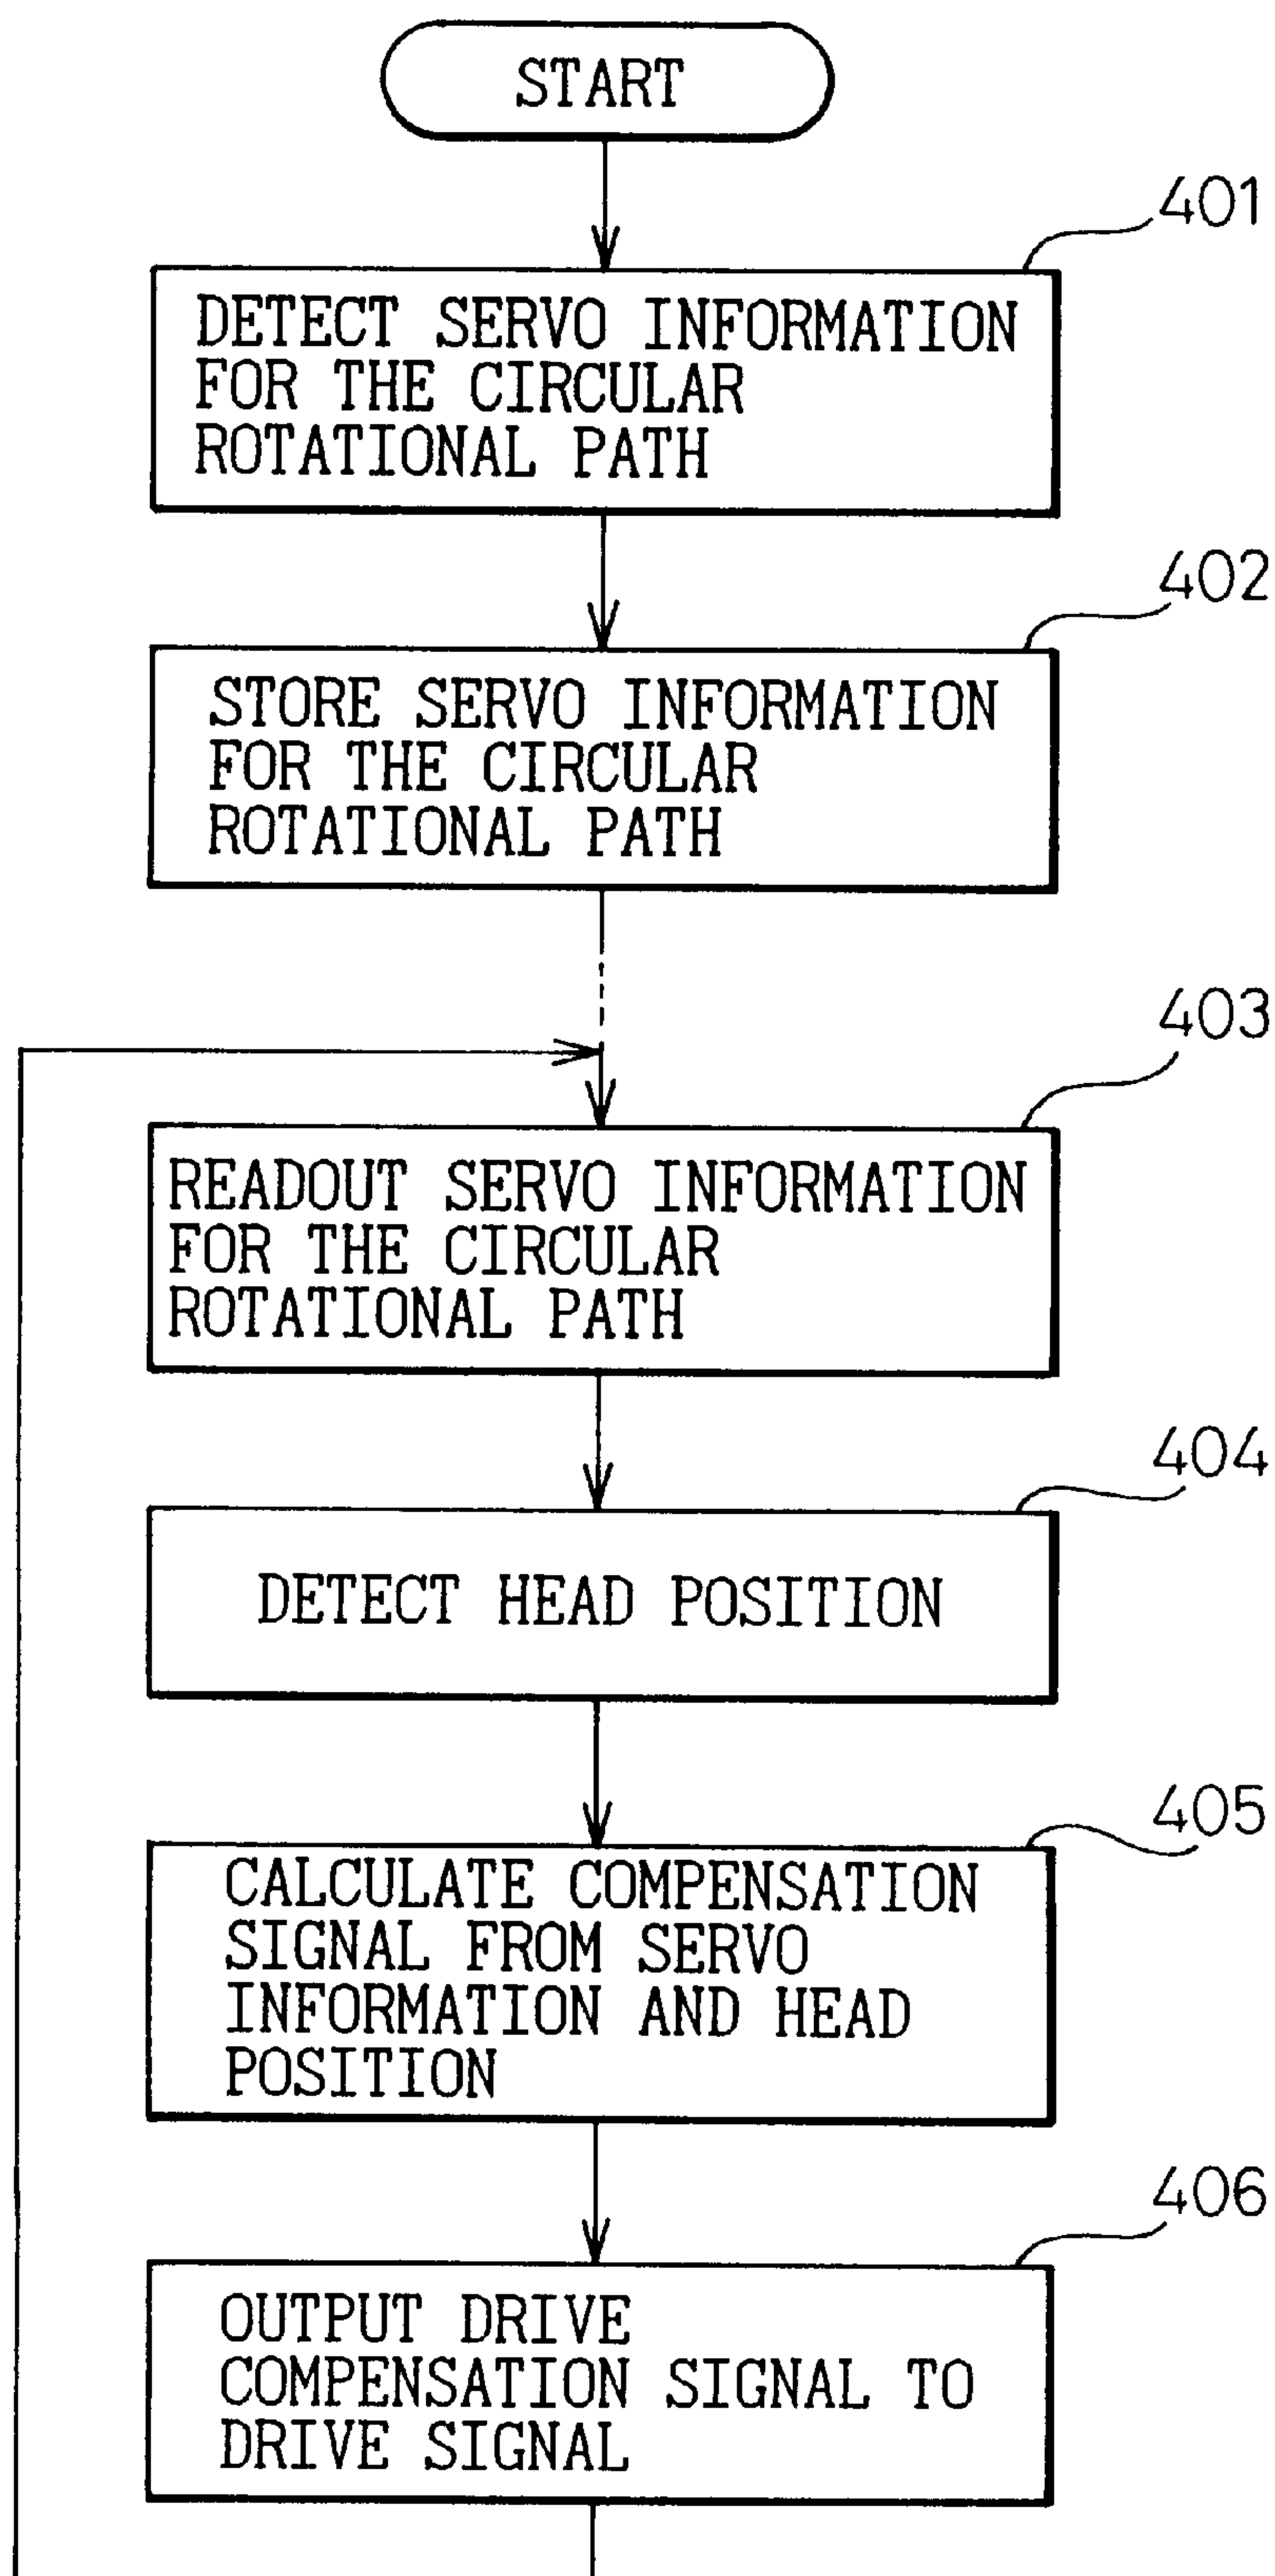 START
401
DETECT SERVO INFORMATION
FOR THE CIRCULAR
ROTATIONAL PATH
402
STORE SERVO INFORMATION
FOR THE CIRCULAR
ROTATIONAL PATH
403
READOUT SERVO INFORMATION
FOR THE CIRCULAR
ROTATIONAL PATH
404
DETECT HEAD POSITION
405
CALCULATE COMPENSATION
SIGNAL FROM SERVO
INFORMATION AND HEAD
POSITION
406
OUTPUT DRIVE
COMPENSATION SIGNAL TO
DRIVE SIGNAL